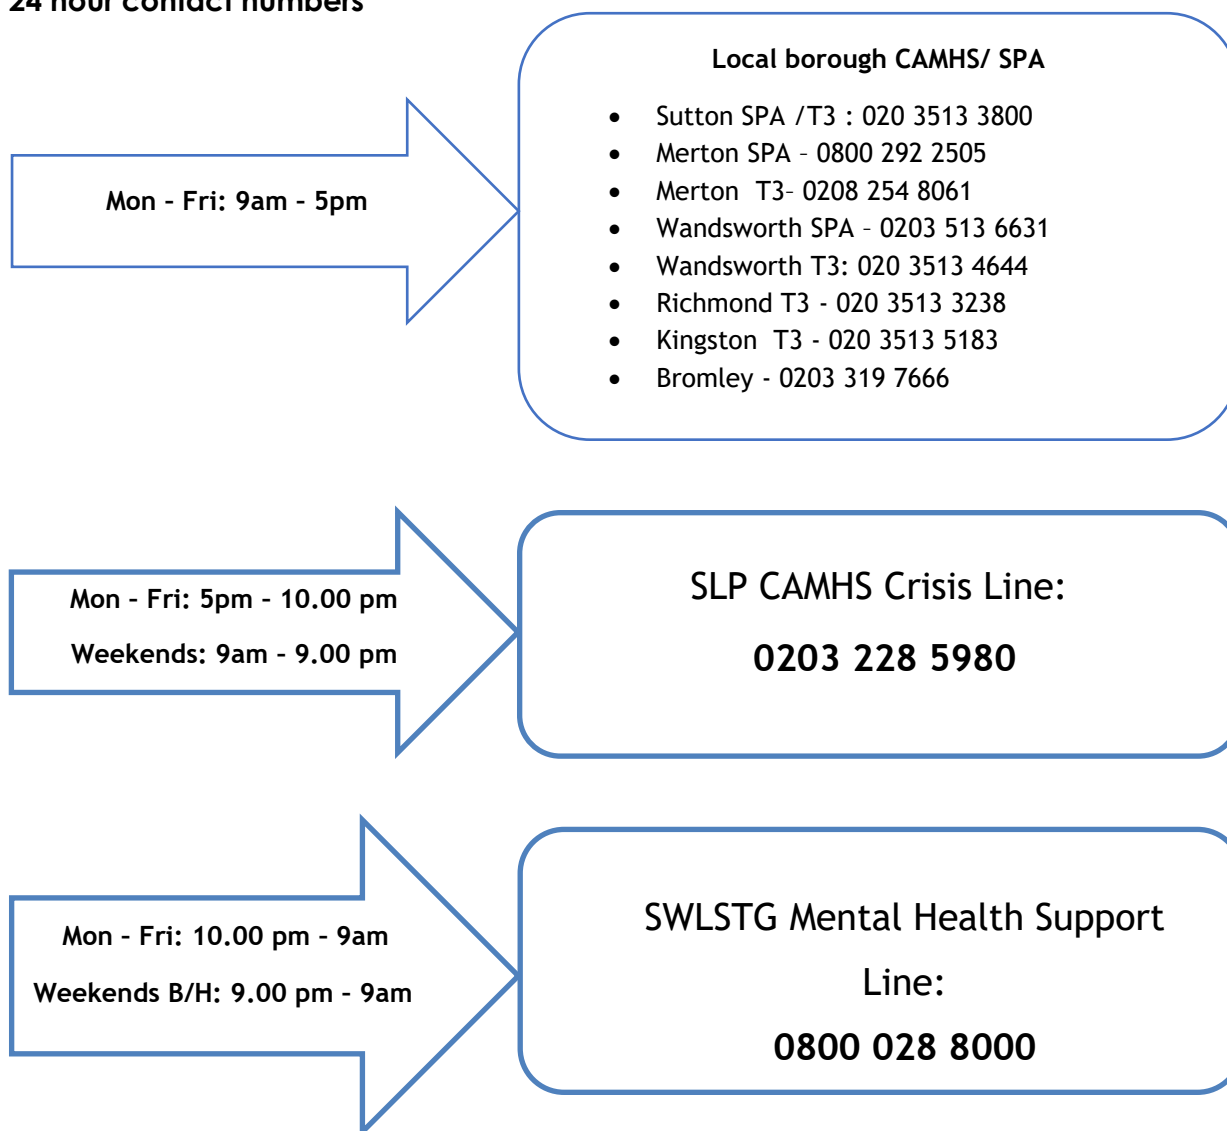 24 hour contact numbers
Mon – Fri: 9am – 5pm
Local borough CAMHS/ SPA
• Sutton SPA /T3 : 020 3513 3800
• Merton SPA – 0800 292 2505
• Merton  T3– 0208 254 8061
• Wandsworth SPA – 0203 513 6631
• Wandsworth T3: 020 3513 4644
• Richmond T3 - 020 3513 3238
• Kingston  T3 - 020 3513 5183
• Bromley - 0203 319 7666
Mon – Fri: 5pm – 10.00 pm
Weekends: 9am – 9.00 pm
SLP CAMHS Crisis Line:
0203 228 5980
Mon – Fri: 10.00 pm – 9am
Weekends B/H: 9.00 pm – 9am
SWLSTG Mental Health Support
Line:
0800 028 8000